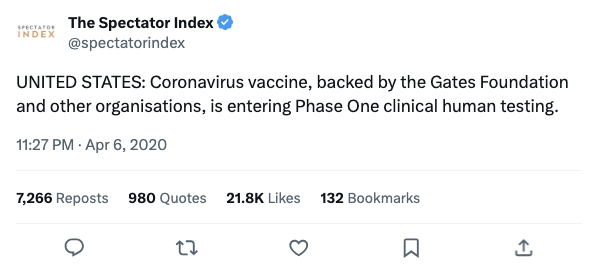 SPECTATOR
INDEX
The Spectator Index
@spectatorindex
UNITED STATES: Coronavirus vaccine, backed by the Gates Foundation
and other organisations, is entering Phase One clinical human testing.
11:27 PM · Apr 6, 2020
7,266 Reposts 980 Quotes 21.8K Likes 132 Bookmarks